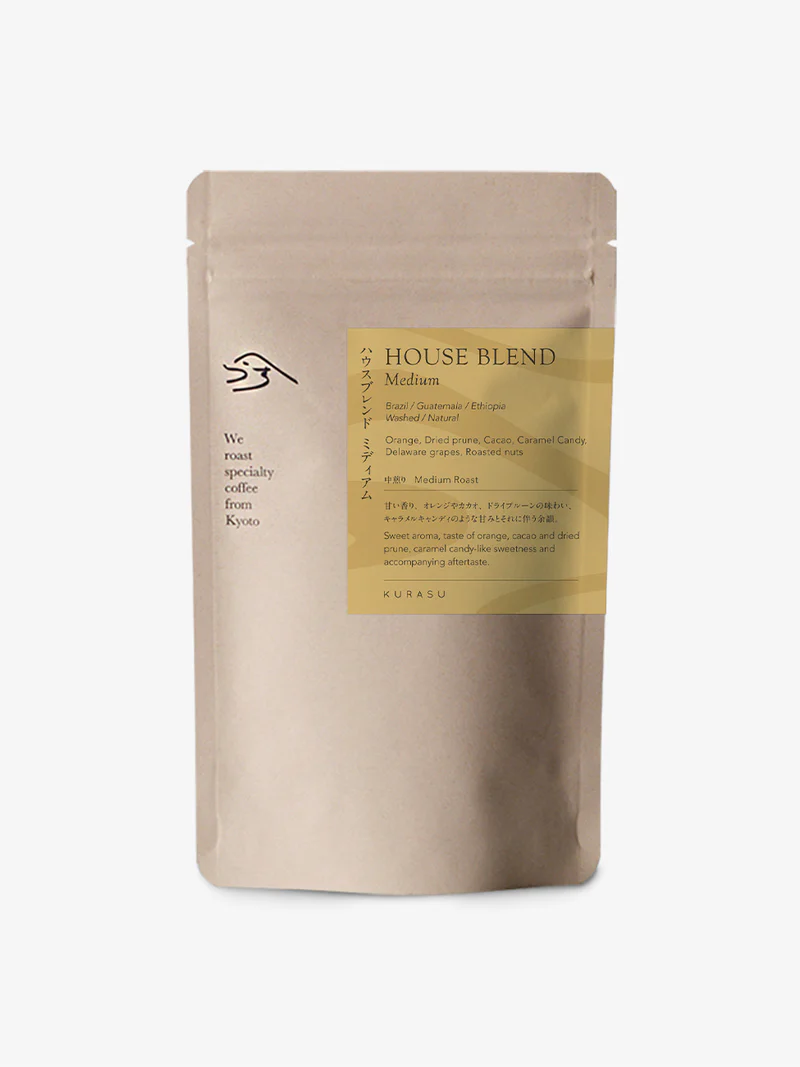 We
roast
specialty
coffee
from
Kyoto
ハウスブレンド ミディアム
HOUSE BLEND
Medium
Brazil / Guatemala / Ethiopia
Washed / Natural
Orange, Dried prune, Cacao, Caramel Candy,
Delaware grapes, Roasted nuts
中煎り Medium Roast
甘い香り、オレンジやカカオ、ドライプルーンの味わい、
キャラメルキャンディのような甘みとそれに伴う余韻。
Sweet aroma, taste of orange, cacao and dried
prune, caramel candy-like sweetness and
accompanying aftertaste.
KURASU